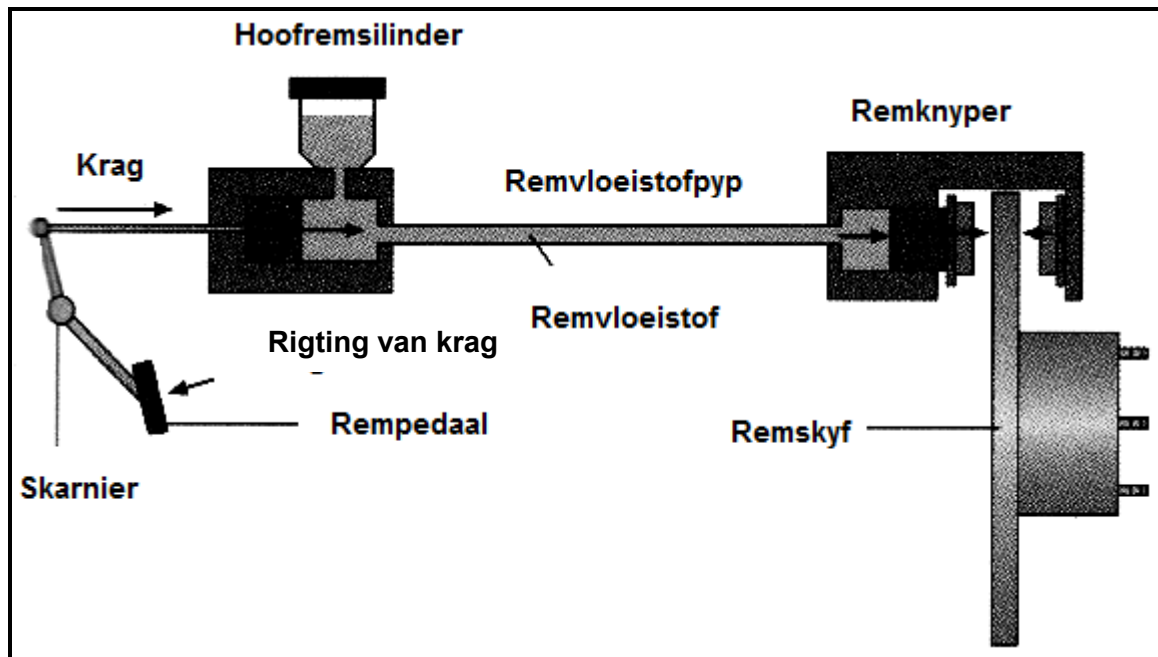 Hoofremsilinder
Remknyper
Krag
Remvloeistofpyp
Remvloeistof
Rigting van krag
Rempedaal
Remskyf
Skarnier